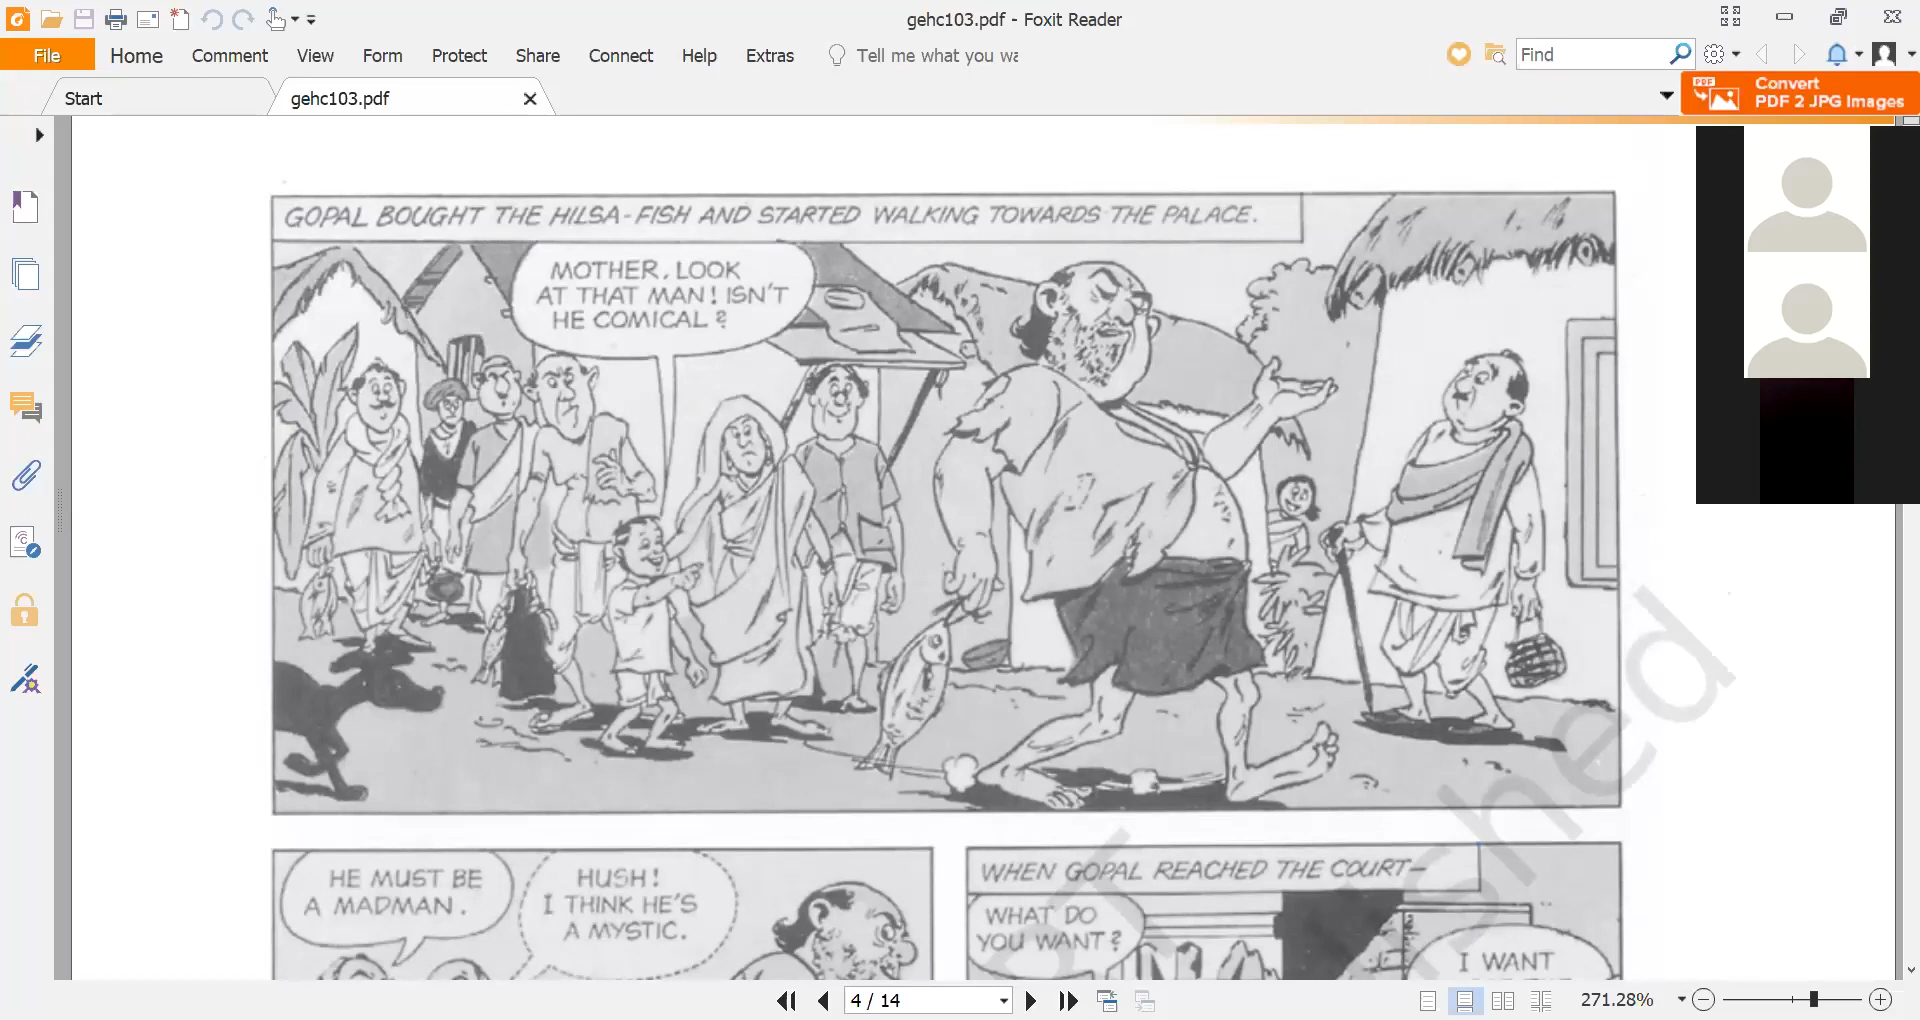 gehc103.pdf - Foxit Reader
File Home Comment View Form Protect Share Connect Help Extras Tell me what you wa
Find
Start
gehc103.pdf
PDF
Convert
PDF 2 JPG Images
GOPAL BOUGHT THE HILSA-FISH AND STARTED WALKING TOWARDS THE PALACE.
MOTHER, LOOK
AT THAT MAN! ISN'T
HE COMICAL?
HE MUST BE
A MADMAN.
HUSH!
I THINK HE'S
A MYSTIC.
WHEN GOPAL REACHED THE COURT—
WHAT DO
YOU WANT?
I WANT
shed
4 / 14
271.28%